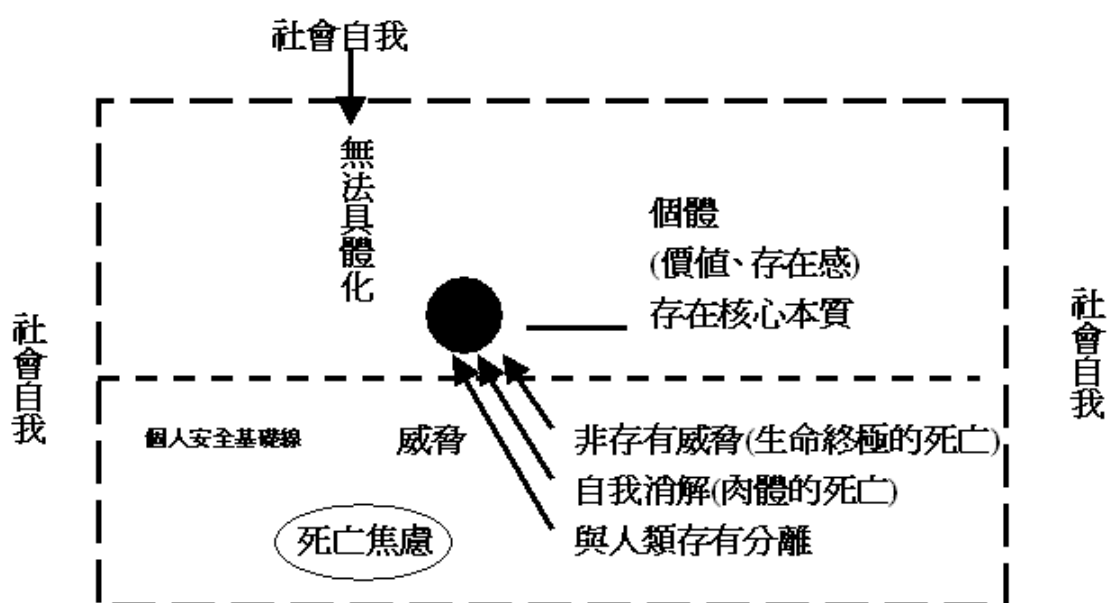 社會自我
無法具體化
個體
(價值、存在感)
存在核心本質
社會自我
社會自我
個人安全基礎線
威脅
非存有威脅(生命終極的死亡)
自我消解(肉體的死亡)
死亡焦慮
與人類存有分離